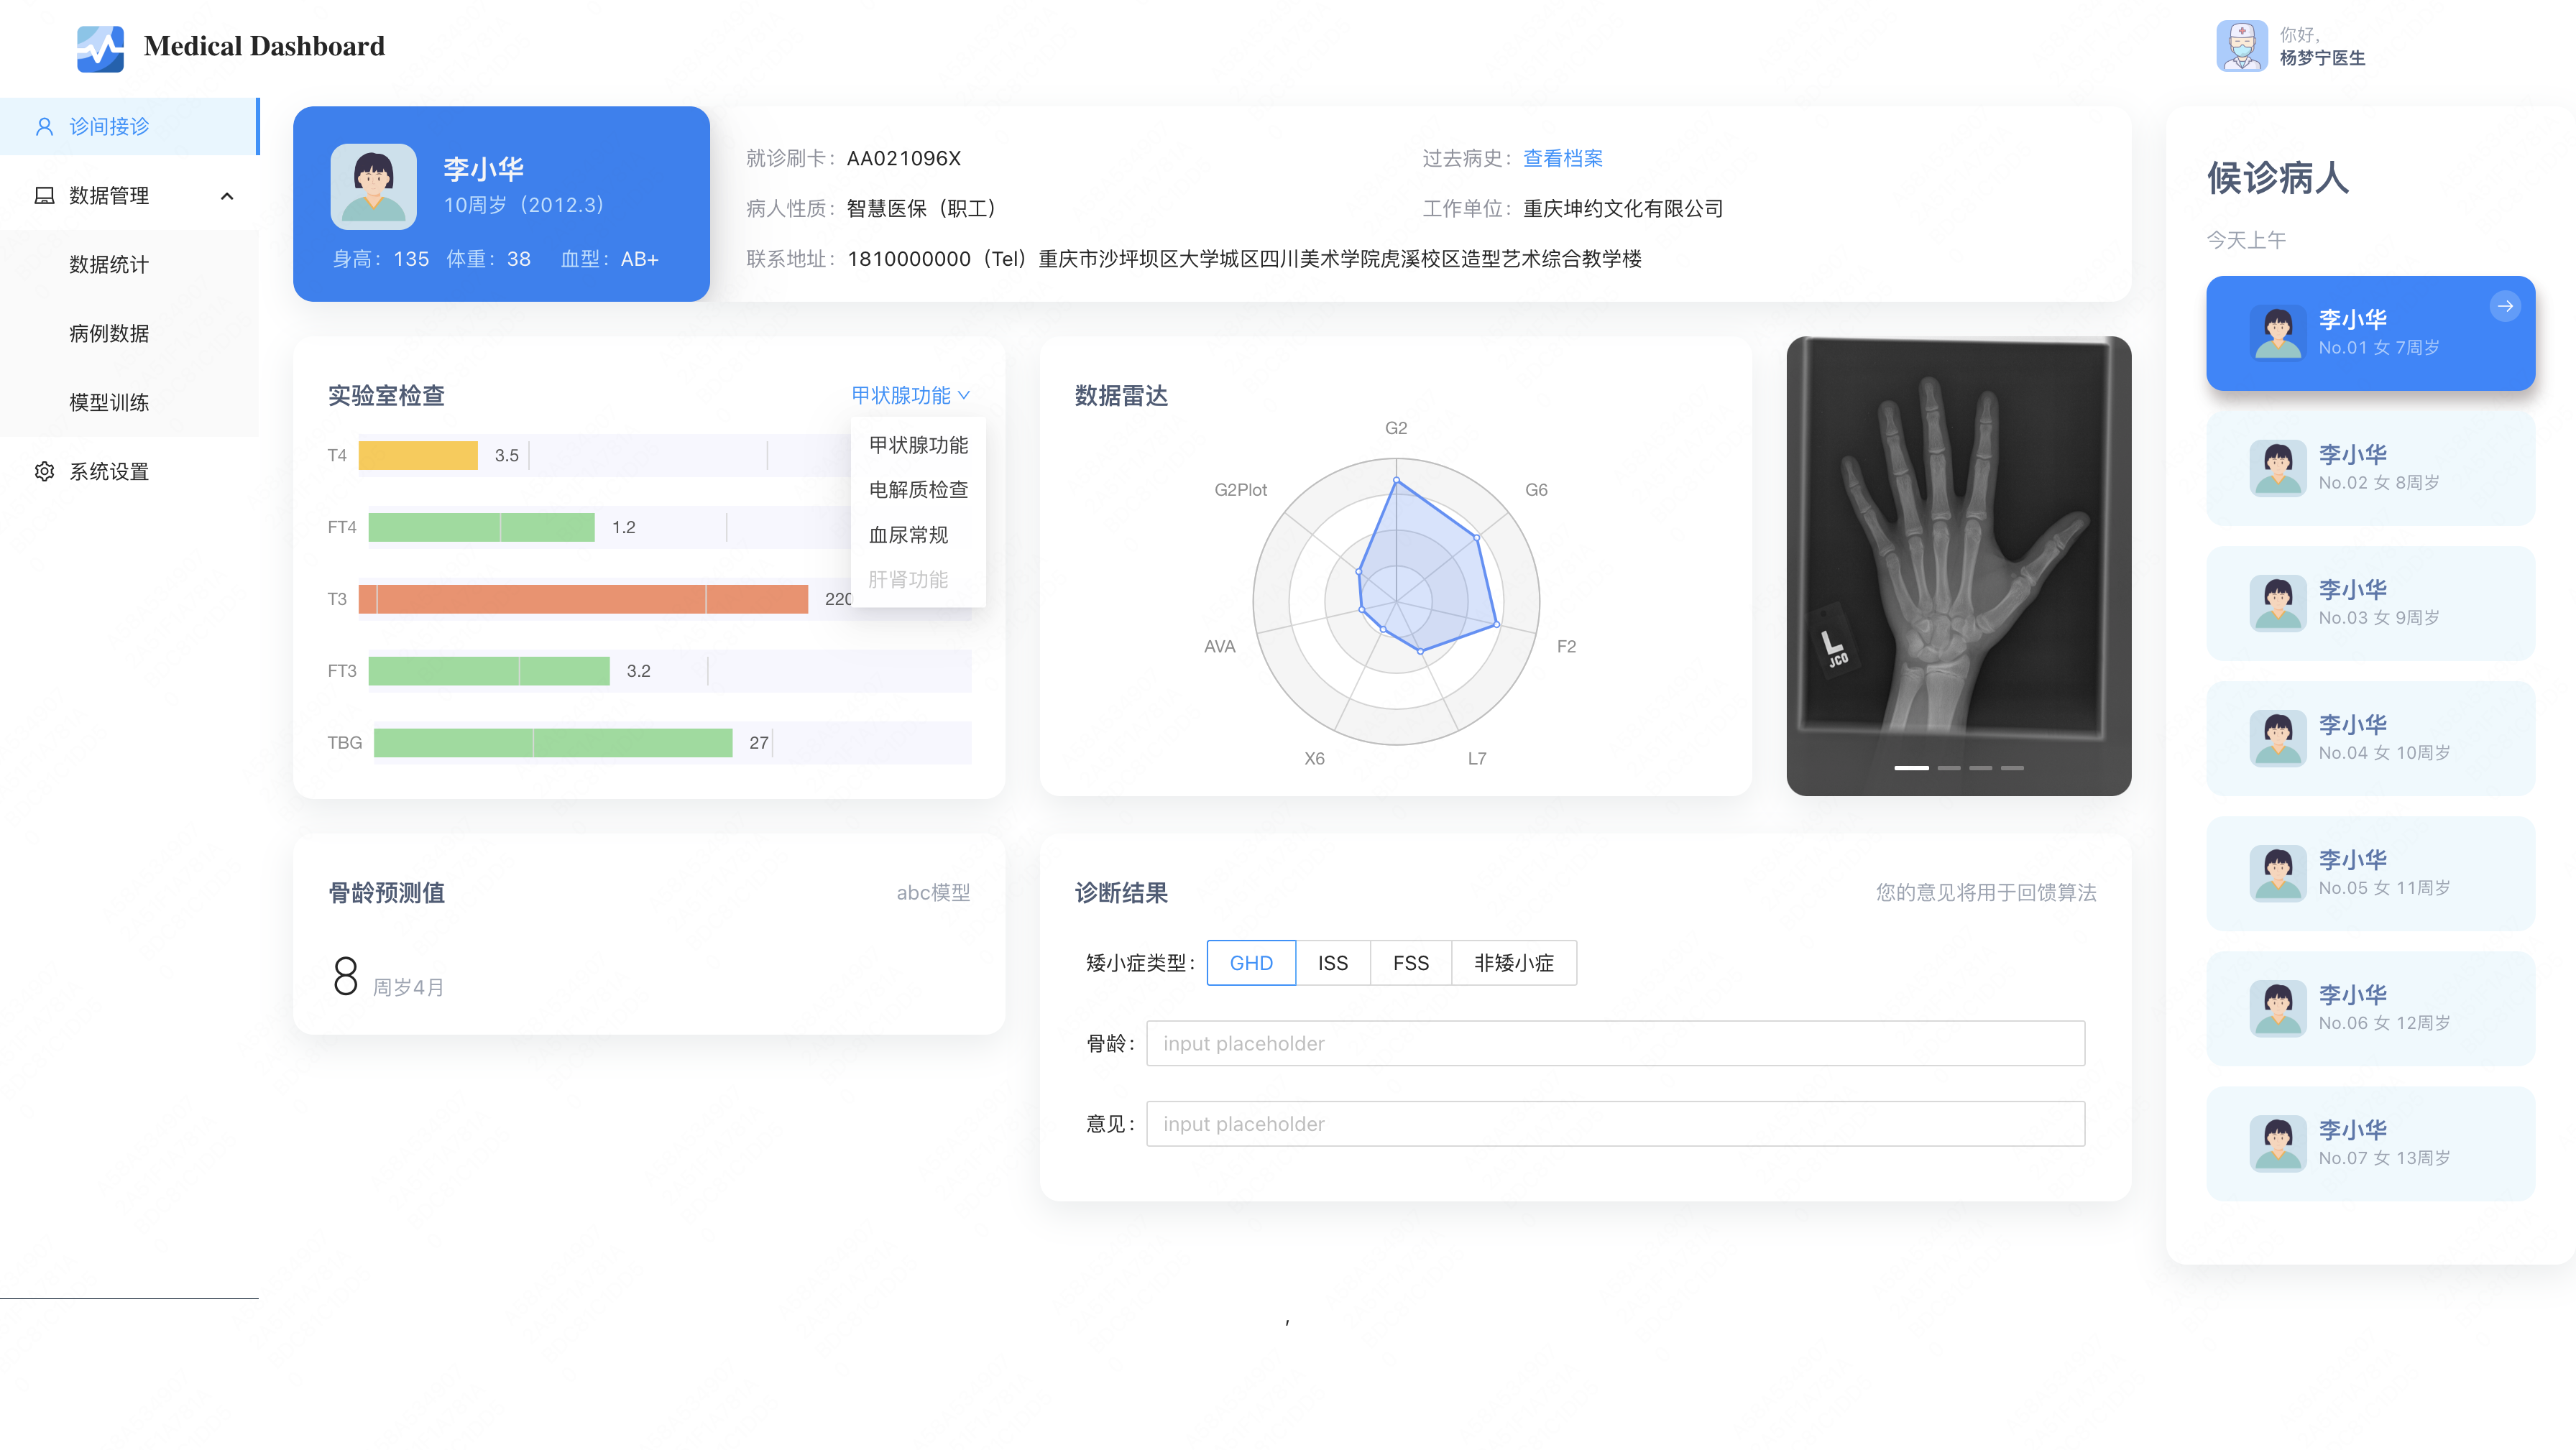 Medical Dashboard
你好,
杨梦宁医生
诊间接诊
数据管理
数据统计
病例数据
模型训练
系统设置
李小华
10周岁（2012.3）
身高：135 体重：38 血型：AB+
就诊刷卡：AA021096X
过去病史：查看档案
病人性质：智慧医保（职工）
工作单位：重庆坤约文化有限公司
联系地址：1810000000（Tel）重庆市沙坪坝区大学城区四川美术学院虎溪校区造型艺术综合教学楼
实验室检查
甲状腺功能
甲状腺功能
电解质检查
血尿常规
肝肾功能
T4 3.5
FT4 1.2
T3 220
FT3 3.2
TBG 27
数据雷达
G2
G6
F2
L7
X6
AVA
G2Plot
L
JCO
骨龄预测值
abc模型
8 周岁4月
诊断结果
您的意见将用于回馈算法
矮小症类型： GHD ISS FSS 非矮小症
骨龄： input placeholder
意见： input placeholder
候诊病人
今天上午
李小华
No.01 女 7周岁
李小华
No.02 女 8周岁
李小华
No.03 女 9周岁
李小华
No.04 女 10周岁
李小华
No.05 女 11周岁
李小华
No.06 女 12周岁
李小华
No.07 女 13周岁
,